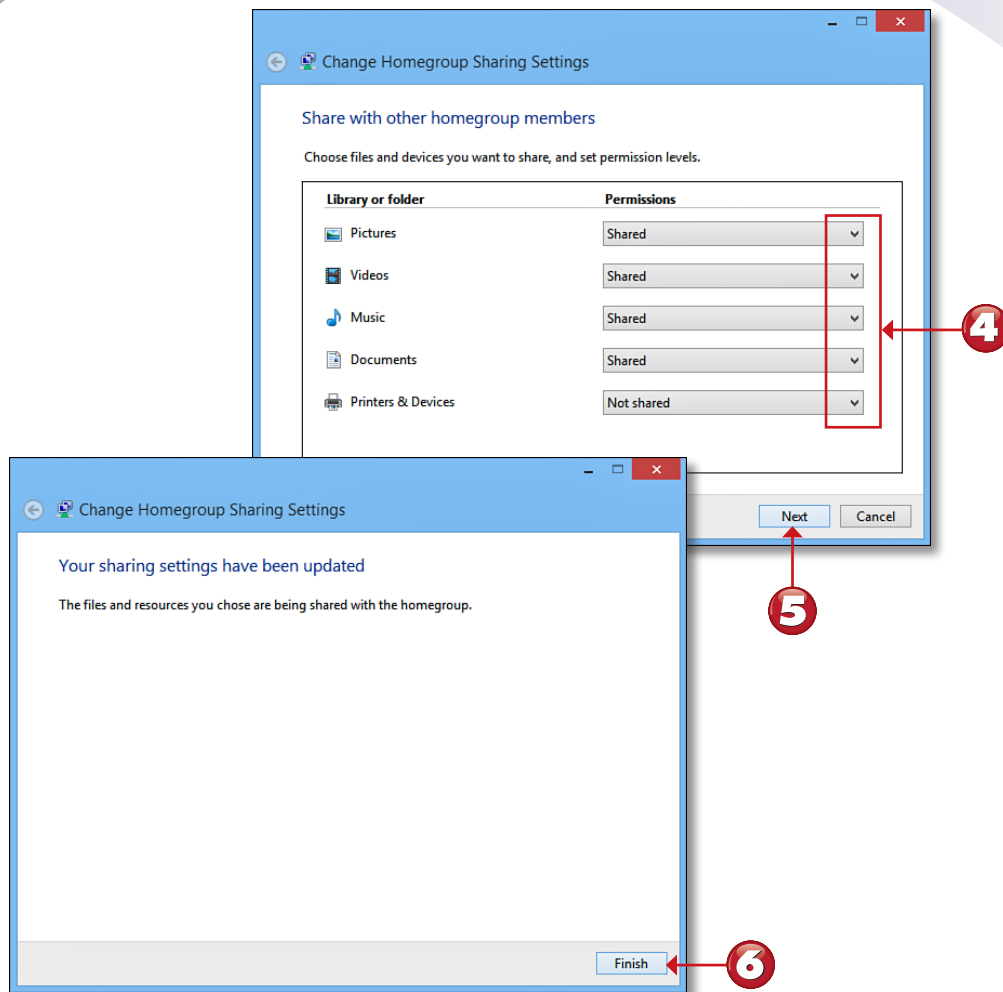 Change Homegroup Sharing Settings
Share with other homegroup members
Choose files and devices you want to share, and set permission levels.
Library or folder Permissions
Pictures Shared
Videos Shared
Music Shared
Documents Shared
Printers & Devices Not shared
4
Next Cancel
5
Change Homegroup Sharing Settings
Your sharing settings have been updated
The files and resources you chose are being shared with the homegroup.
Finish
6